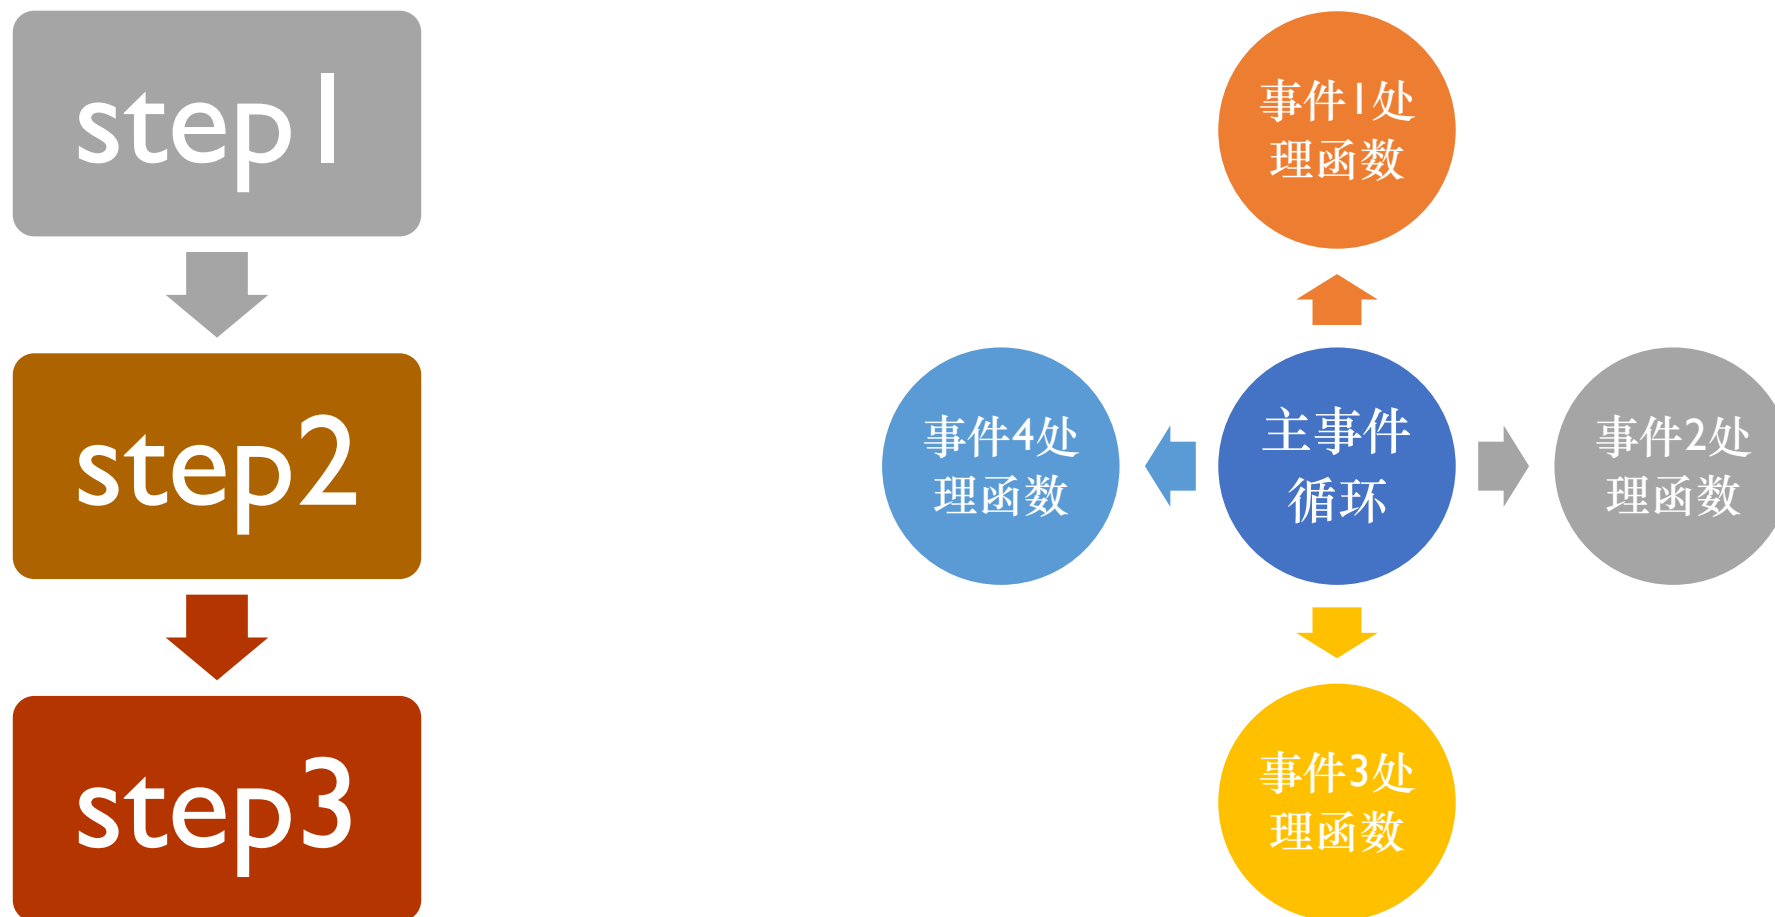 step1
step2
step3
事件1处
理函数
事件4处
理函数
主事件
循环
事件2处
理函数
事件3处
理函数